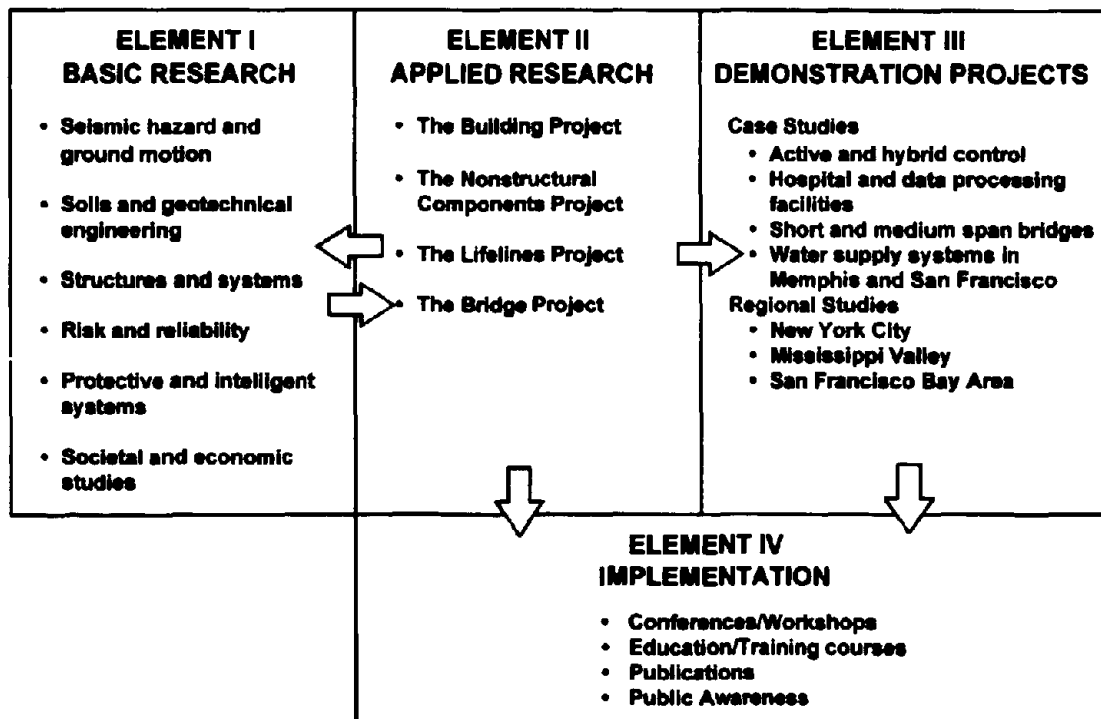 ELEMENT I
BASIC RESEARCH
• Seismic hazard and
ground motion
• Soils and geotechnical
engineering
• Structures and systems
• Risk and reliability
• Protective and intelligent
systems
• Societal and economic
studies
ELEMENT II
APPLIED RESEARCH
• The Building Project
• The Nonstructural
Components Project
• The Lifelines Project
• The Bridge Project
ELEMENT III
DEMONSTRATION PROJECTS
Case Studies
• Active and hybrid control
• Hospital and data processing
facilities
• Short and medium span bridges
• Water supply systems in
Memphis and San Francisco
Regional Studies
• New York City
• Mississippi Valley
• San Francisco Bay Area
ELEMENT IV
IMPLEMENTATION
• Conferences/Workshops
• Education/Training courses
• Publications
• Public Awareness